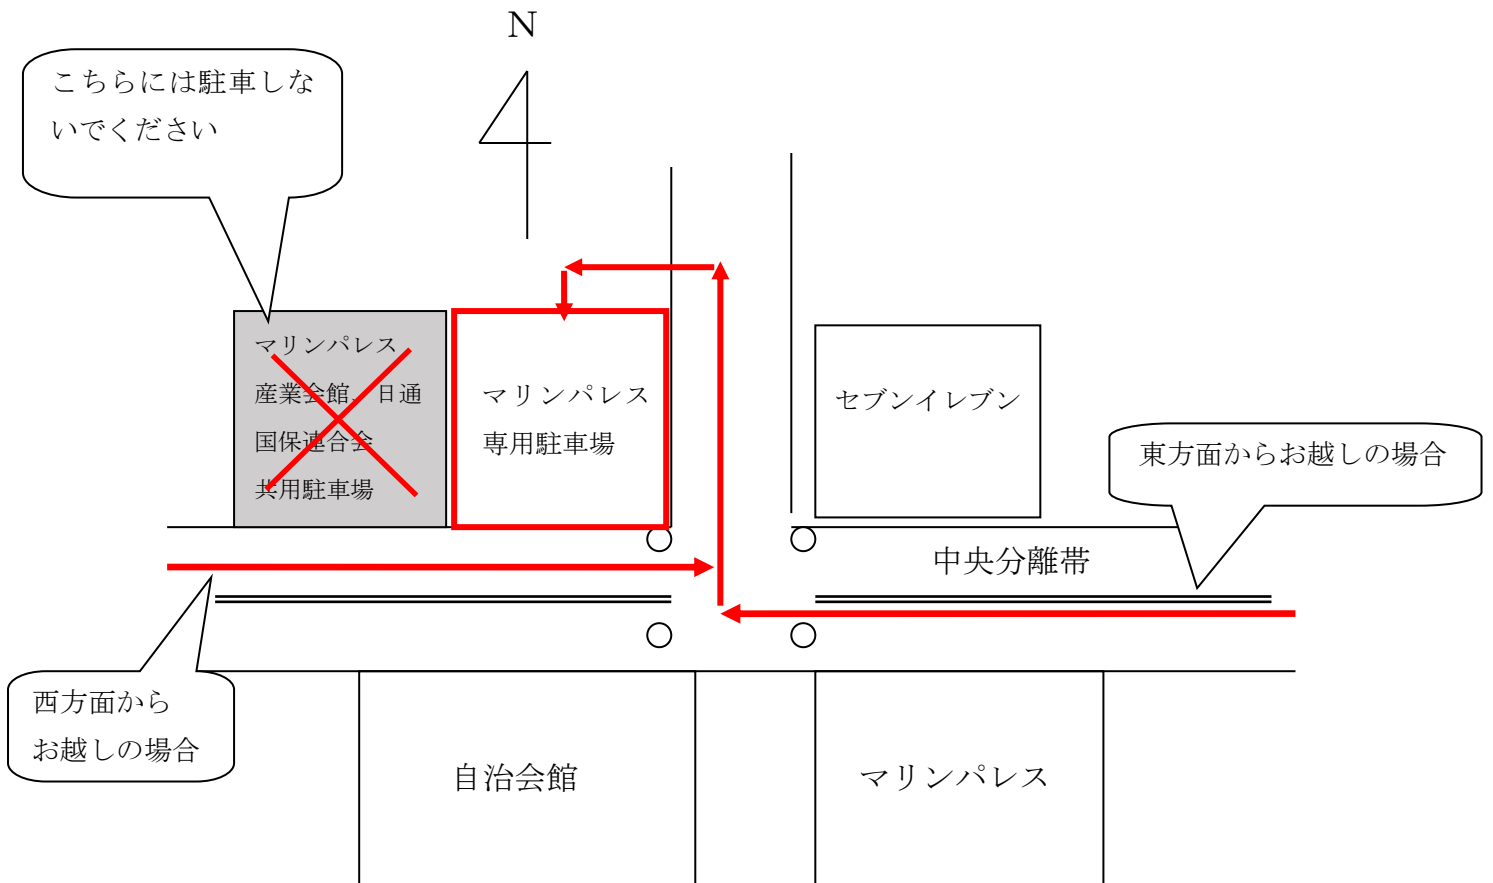 N
こちらには駐車しな
いでください
マリンパレス
産業会館、日通
国保連合会
共用駐車場
マリンパレス
専用駐車場
セブンイレブン
東方面からお越しの場合
中央分離帯
西方面から
お越しの場合
自治会館
マリンパレス